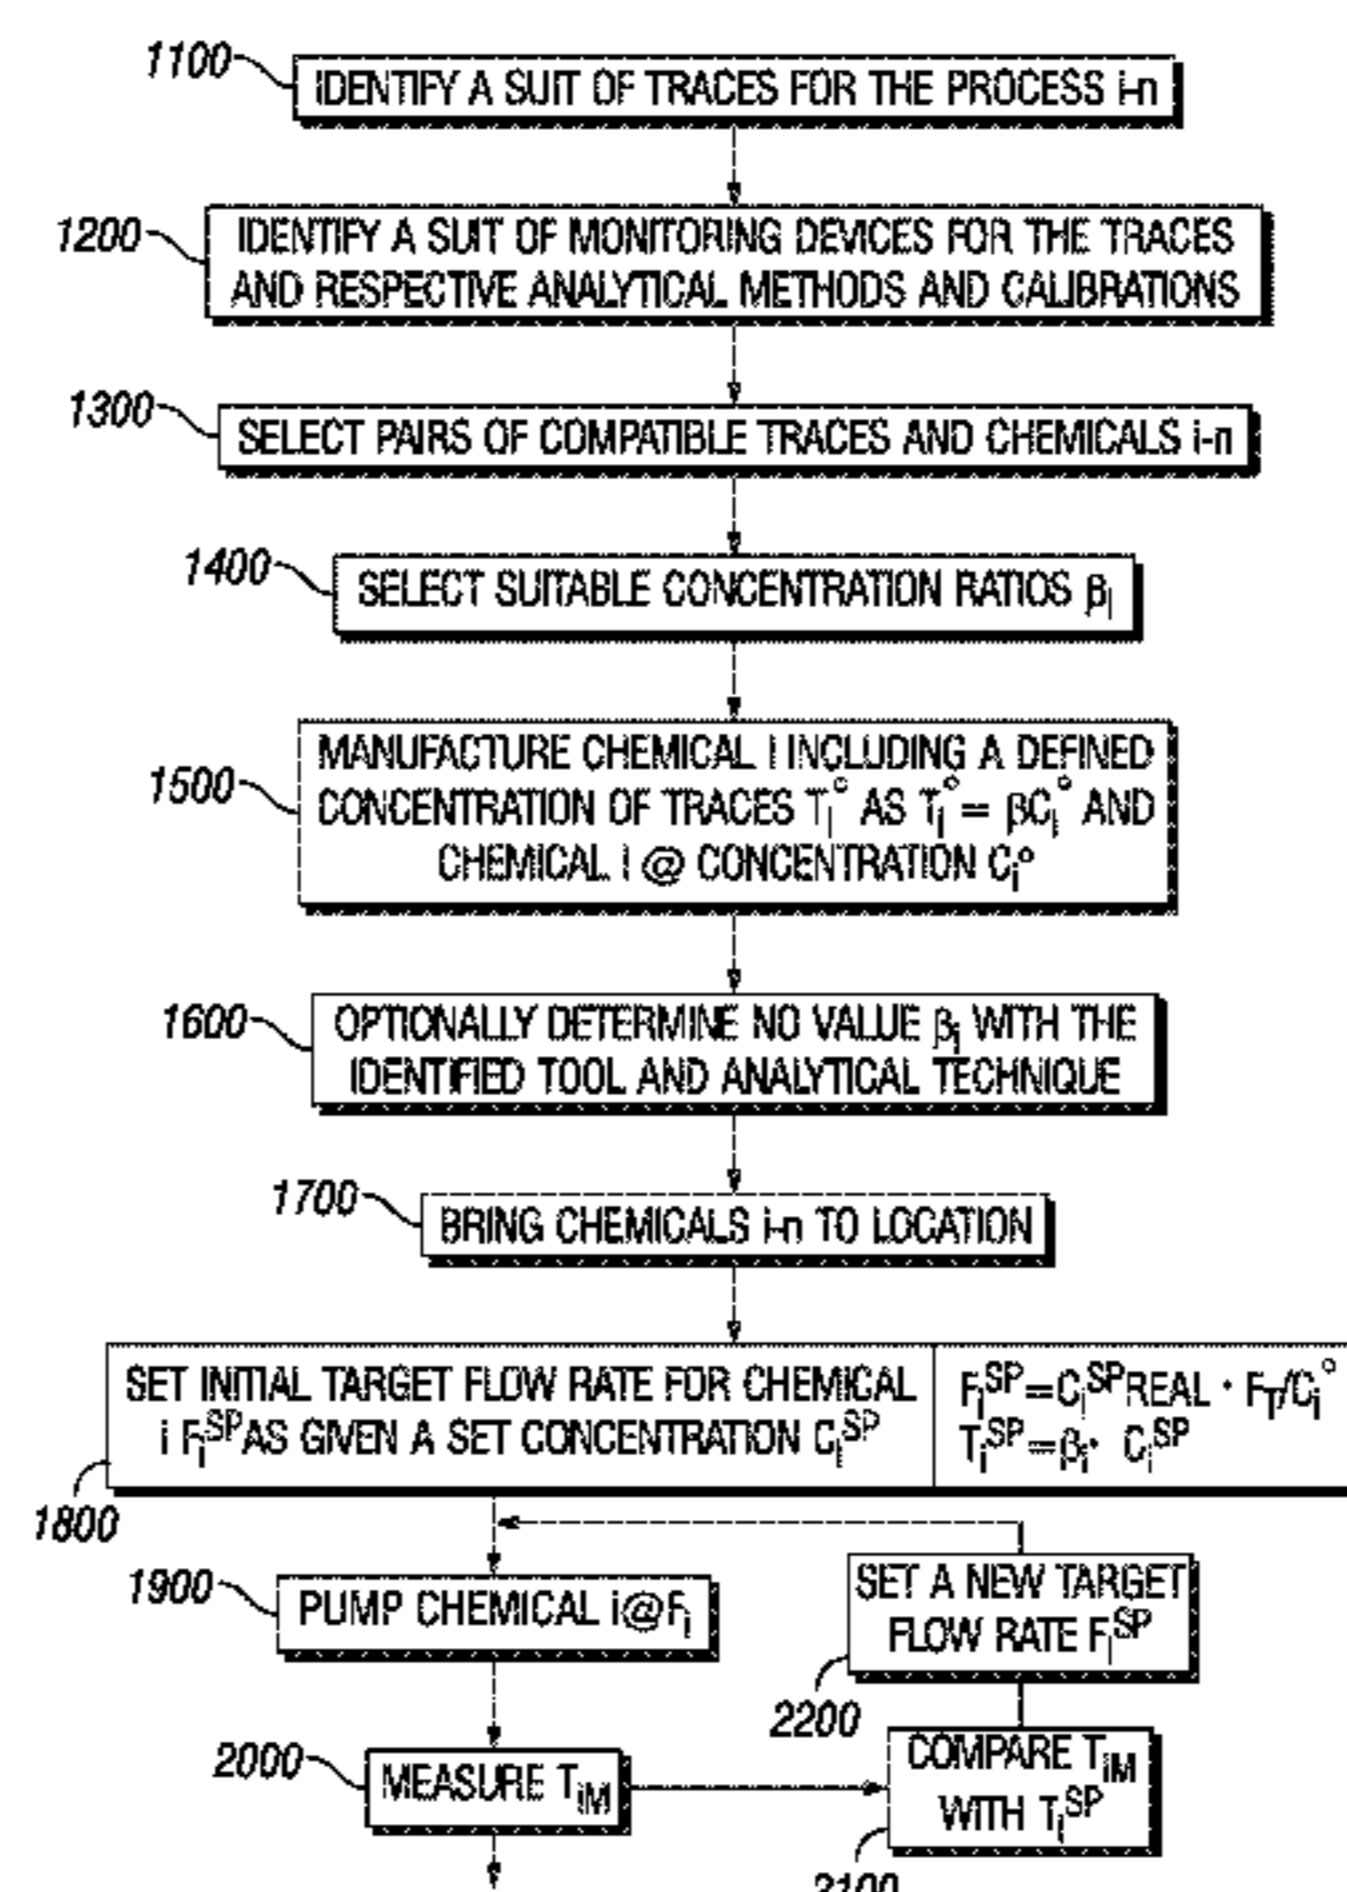 1100
IDENTIFY A SUIT OF TRACES FOR THE PROCESS i-n
1200
IDENTIFY A SUIT OF MONITORING DEVICES FOR THE TRACES
AND RESPECTIVE ANALYTICAL METHODS AND CALIBRATIONS
1300
SELECT PAIRS OF COMPATIBLE TRACES AND CHEMICALS i-n
1400
SELECT SUITABLE CONCENTRATION RATIOS βi
1500
MANUFACTURE CHEMICAL I INCLUDING A DEFINED
CONCENTRATION OF TRACES Ti° AS Ti° = βCi° AND
CHEMICAL I @ CONCENTRATION Ci°
1600
OPTIONALLY DETERMINE NO VALUE βi WITH THE
IDENTIFIED TOOL AND ANALYTICAL TECHNIQUE
1700
BRING CHEMICALS i-n TO LOCATION
SET INITIAL TARGET FLOW RATE FOR CHEMICAL
i Fi^SP AS GIVEN A SET CONCENTRATION Ci^SP
Fi^SP=Ci^SP REAL · FT/Ci°
Ti^SP=βi· Ci^SP
1800
1900
PUMP CHEMICAL i@Fi
SET A NEW TARGET
FLOW RATE Fi^SP
2200
2000
MEASURE TiM
COMPARE TiM
WITH Ti^SP